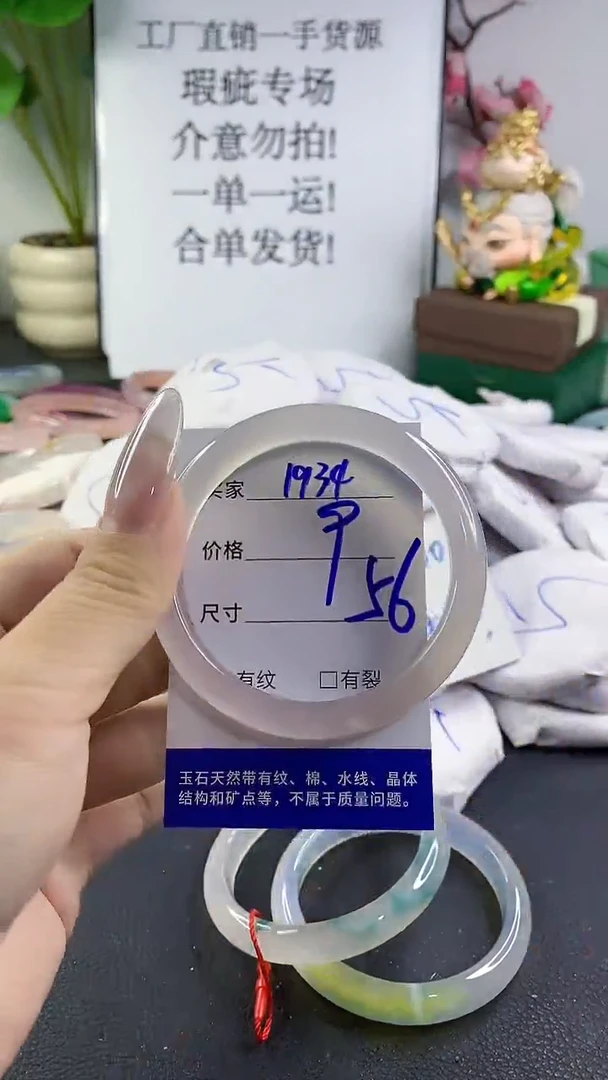 工厂直销一手货源
瑕疵专场
介意勿拍!
一单一运!
合单发货!
买家 1934
价格
尺寸 56
有纹 □有裂
玉石天然带有纹、棉、水线、晶体
结构和矿点等，不属于质量问题。